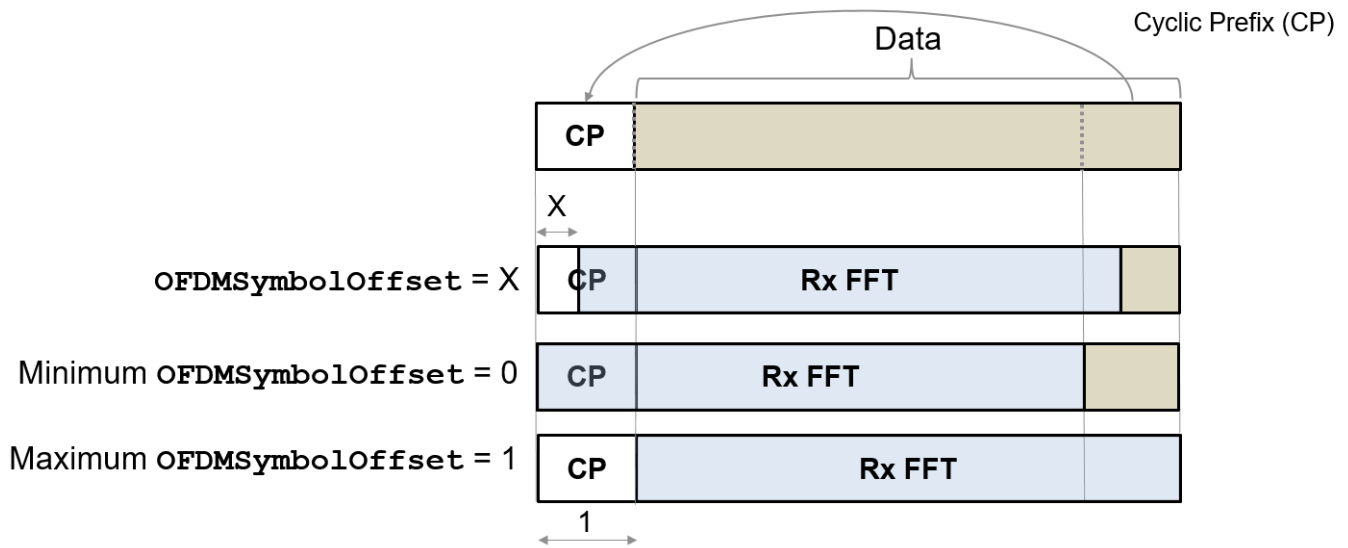 Cyclic Prefix (CP)
Data
CP
X
OFDMSymbolOffset = X
CP
Rx FFT
Minimum OFDMSymbolOffset = 0
CP
Rx FFT
Maximum OFDMSymbolOffset = 1
CP
Rx FFT
1